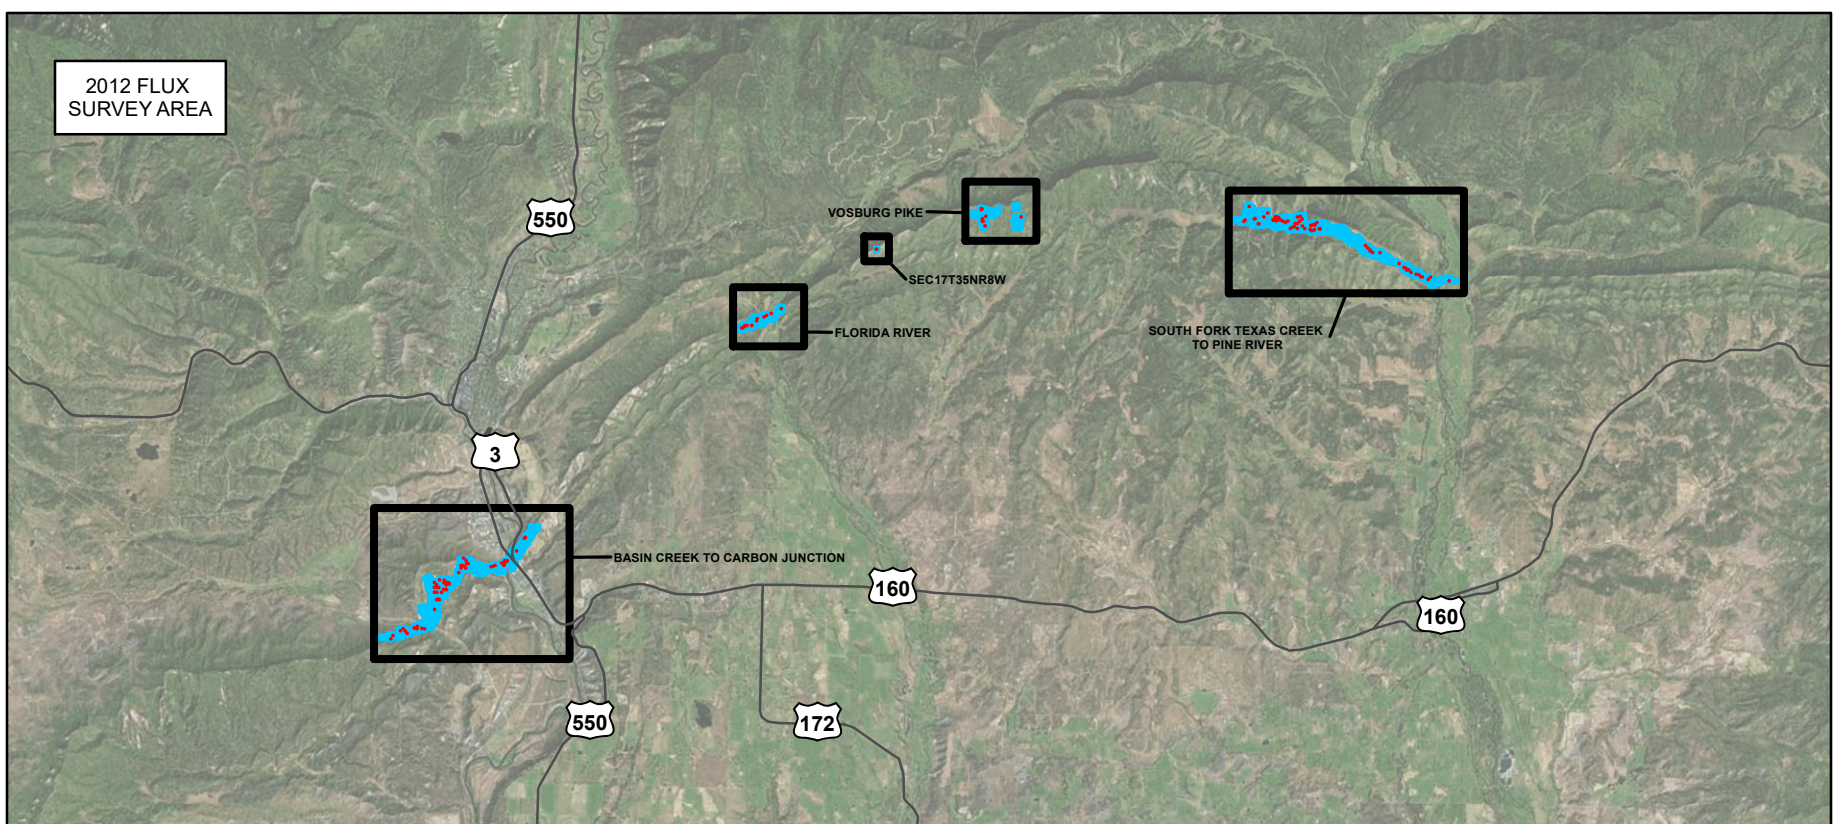 2012 FLUX
SURVEY AREA
550
VOSBURG PIKE
SEC17T35NR8W
FLORIDA RIVER
SOUTH FORK TEXAS CREEK
TO PINE RIVER
3
BASIN CREEK TO CARBON JUNCTION
160
160
550
172